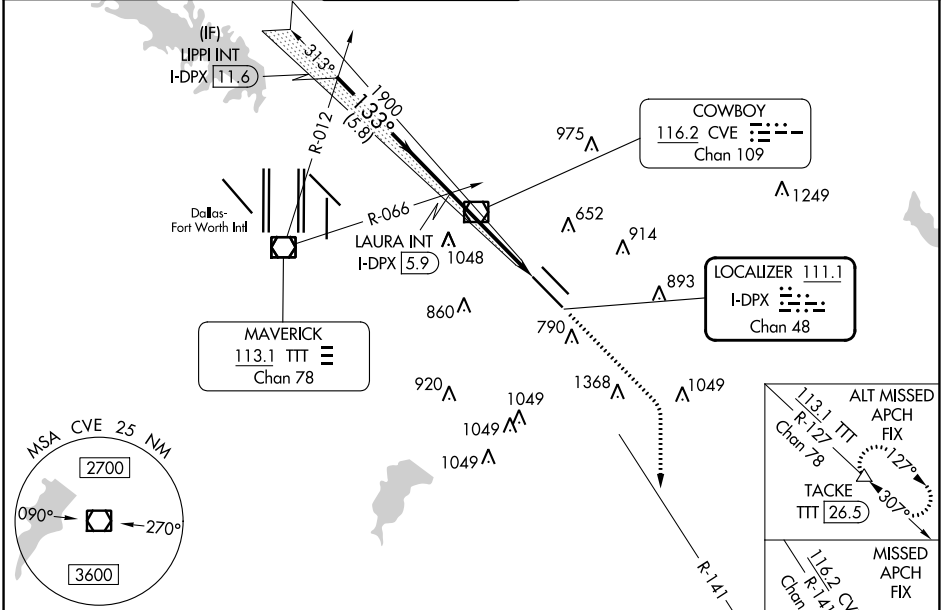 (IF)
LIPPI INT
I-DPX 11.6
313°
1900
133°
(5.8)
R-012
R-066
Dallas-
Fort Worth Intl
LAURA INT
I-DPX 5.9
COWBOY
116.2 CVE
Chan 109
975
1249
652
914
1048
893
860
790
LOCALIZER 111.1
I-DPX
Chan 48
MAVERICK
113.1 TTT
Chan 78
920
1368
1049
1049
1049
1049
MSA CVE 25 NM
2700
090°
270°
3600
R-141
ALT MISSED
APCH
FIX
113.1 TTT
R-127
Chan 78
127°
307°
TACKE
TTT 26.5
MISSED
APCH
FIX
116.2 CV
R-141
Chan